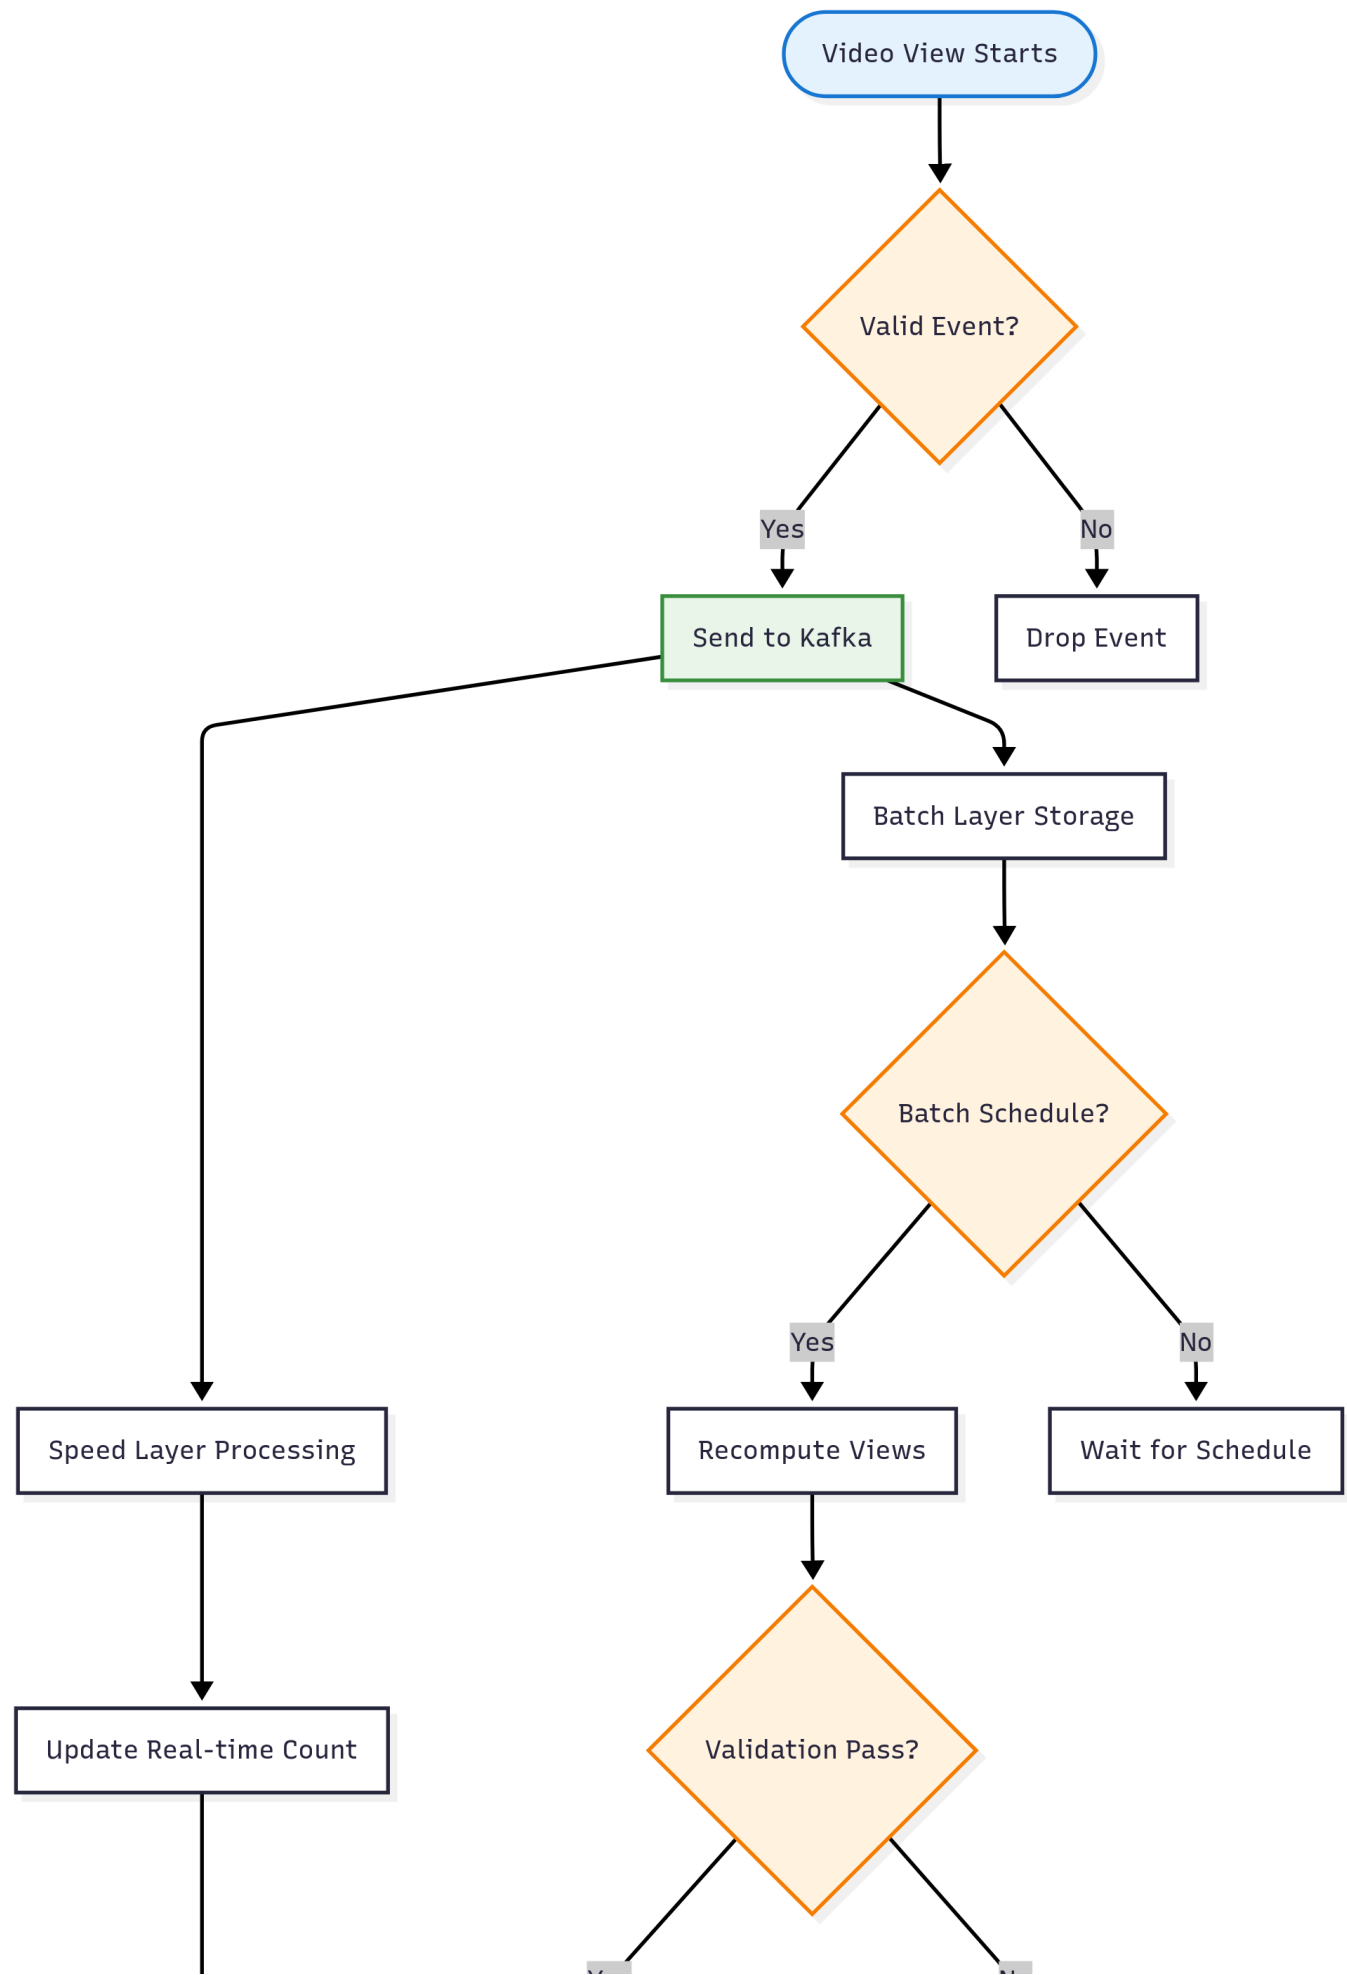 Video View Starts
Valid Event?
Yes
No
Send to Kafka
Drop Event
Batch Layer Storage
Batch Schedule?
Yes
No
Speed Layer Processing
Recompute Views
Wait for Schedule
Update Real-time Count
Validation Pass?